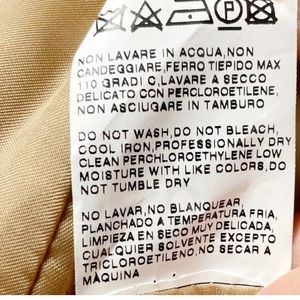 NON LAVARE IN ACQUA,NON
CANDEGGIARE,FERRO TIEPIDO MAX
110 GRADI C,LAVARE A SECCO
DELICATO CON PERCLOROETILENE,
NON ASCIUGARE IN TAMBURO
DO NOT WASH,DO NOT BLEACH,
COOL IRON,PROFESSIONALLY DRY
CLEAN PERCHLOROETHYLENE LOW
MOISTURE WITH LIKE COLORS,DO
NOT TUMBLE DRY
NO LAVAR,NO BLANQUEAR,
PLANCHADO A TEMPERATURA FRIA,
LIMPIEZA EN SECO MUY DELICADA,
CUALQUIER SOLVENTE EXCEPTO
TRICLOROETILENO,NO SECAR A
MAQUINA